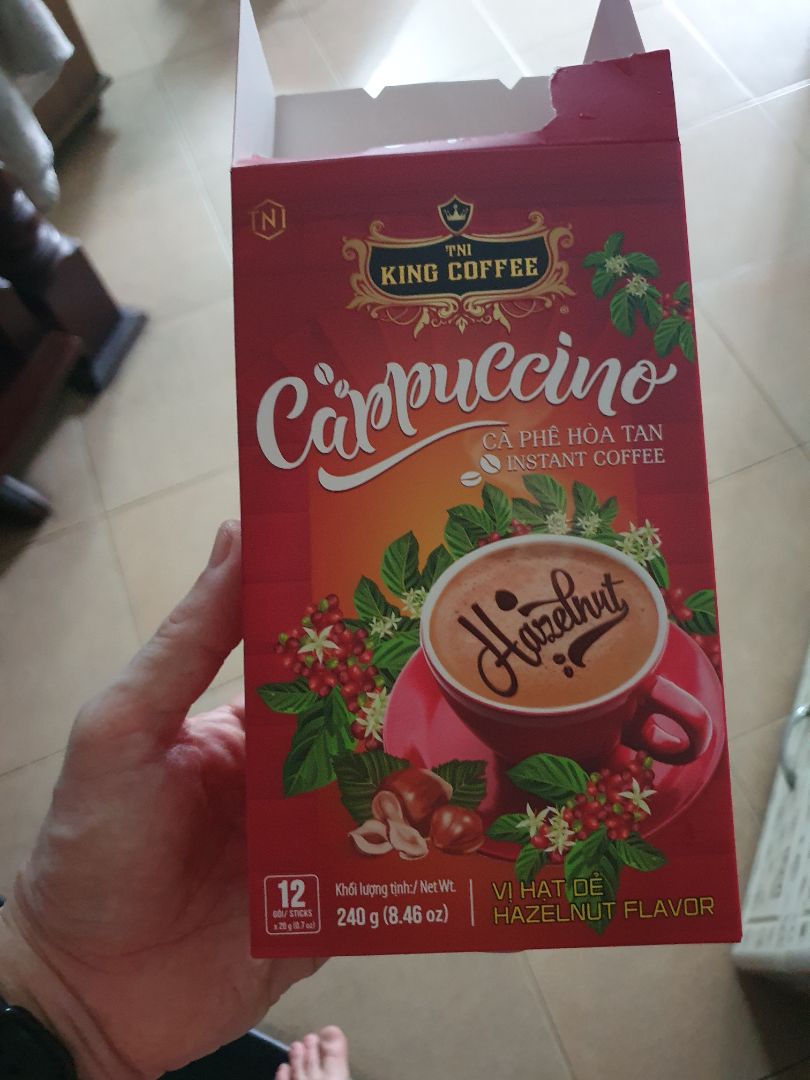 TNI
TNI
KING COFFEE
®
Cappuccino
CÀ PHÊ HÒA TAN
INSTANT COFFEE
Hazelnut
12
GÓI/ STICKS
x 20 g (0.7 oz)
Khối lượng tịnh:/ Net Wt.
240 g (8.46 oz)
VỊ HẠT DẺ
HAZELNUT FLAVOR